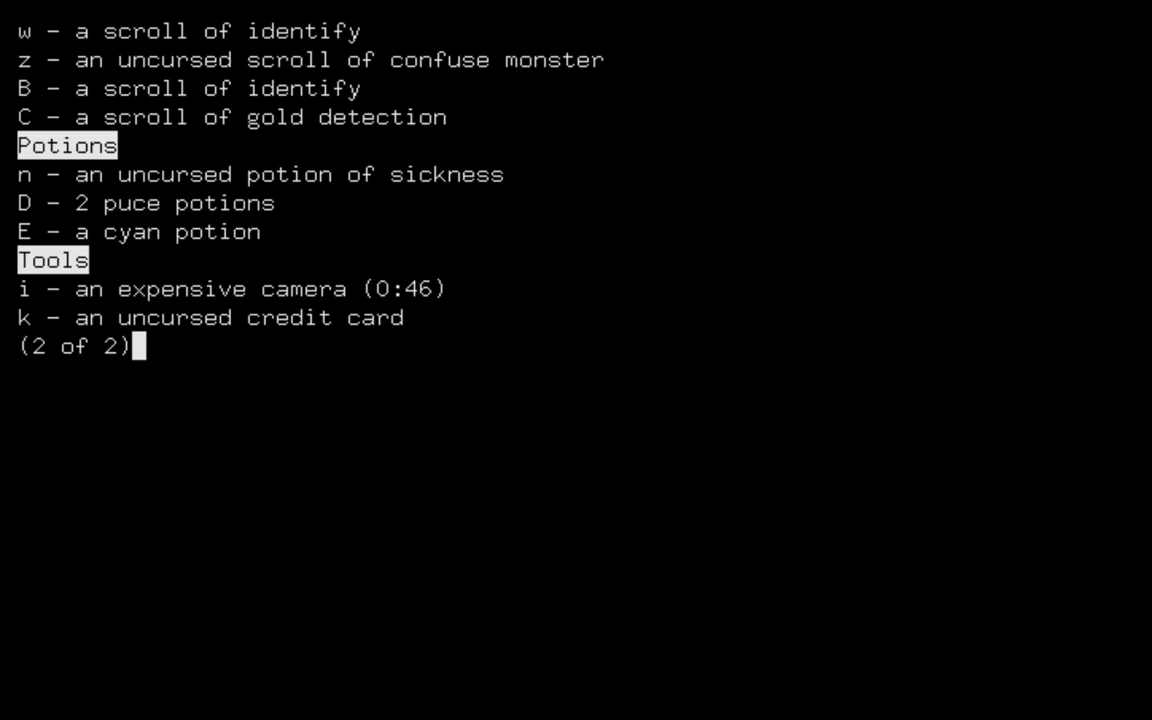 w - a scroll of identify
z - an uncursed scroll of confuse monster
B - a scroll of identify
C - a scroll of gold detection
Potions
n - an uncursed potion of sickness
D - 2 puce potions
E - a cyan potion
Tools
i - an expensive camera (0:46)
k - an uncursed credit card
(2 of 2)